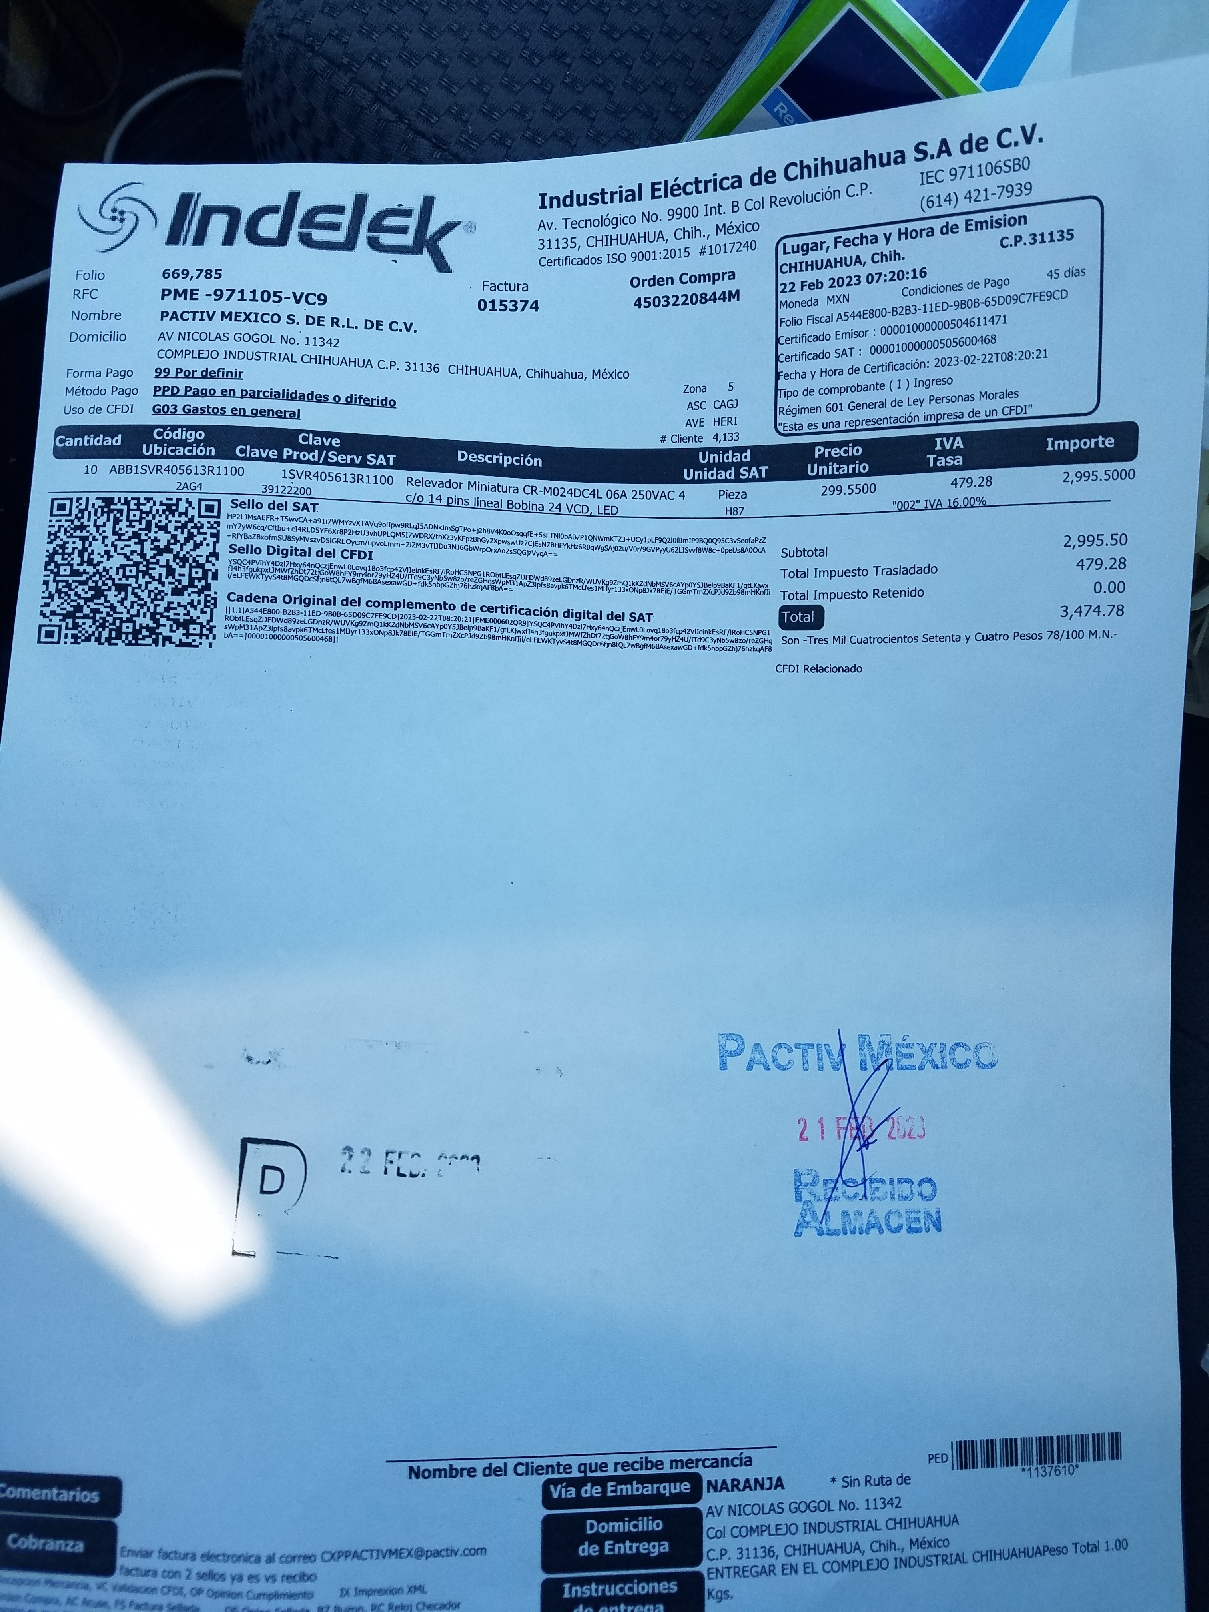 Re
Indelek®
Industrial Eléctrica de Chihuahua S.A de C.V.
Av. Tecnológico No. 9900 Int. B Col Revolución C.P.
31135, CHIHUAHUA, Chih., México
Certificados ISO 9001:2015 #1017240
IEC 971106SB0
(614) 421-7939
Lugar, Fecha y Hora de Emision
CHIHUAHUA, Chih. C.P.31135
22 Feb 2023 07:20:16
Moneda MXN Condiciones de Pago 45 días
Folio Fiscal A544E800-B2B3-11ED-9B0B-65D09C7FE9CD
Certificado Emisor : 00001000000504611471
Certificado SAT : 00001000000505600468
Fecha y Hora de Certificación: 2023-02-22T08:20:21
Tipo de comprobante ( 1 ) Ingreso
Régimen 601 General de Ley Personas Morales
"Esta es una representación impresa de un CFDI"
Folio 669,785
RFC PME -971105-VC9
Nombre PACTIV MEXICO S. DE R.L. DE C.V.
Domicilio AV NICOLAS GOGOL No. 11342
COMPLEJO INDUSTRIAL CHIHUAHUA C.P. 31136 CHIHUAHUA, Chihuahua, México
Factura
015374
Orden Compra
4503220844M
Forma Pago 99 Por definir
Método Pago PPD Pago en parcialidades o diferido
Uso de CFDI G03 Gastos en general
Zona 5
ASC CAGJ
AVE HERI
# Cliente 4,133
Cantidad Código Ubicación Clave Clave Prod/Serv SAT Descripción Unidad Unidad SAT Precio Unitario IVA Tasa Importe
10 ABB1SVR405613R1100 1SVR405613R1100 Relevador Miniatura CR-M024DC4L 06A 250VAC 4 Pieza 299.5500 479.28 2,995.5000
2AG4 39122200 c/o 14 pins lineal Bobina 24 VCD, LED H87 "002" IVA 16.00%
Sello del SAT
Sello Digital del CFDI
Cadena Original del complemento de certificación digital del SAT
Subtotal 2,995.50
Total Impuesto Trasladado 479.28
Total Impuesto Retenido 0.00
Total 3,474.78
Son -Tres Mil Cuatrocientos Setenta y Cuatro Pesos 78/100 M.N.-
CFDI Relacionado
PACTIV MÉXICO
21 FEB 2023
RECIBIDO
ALMACEN
D
22 FEB.
Nombre del Cliente que recibe mercancía
PED
*1137610*
Comentarios
Cobranza
Enviar factura electronica al correo CXPPACTIVMEX@pactiv.com
factura con 2 sellos ya es vs recibo
IX Impresion XML
Vía de Embarque NARANJA * Sin Ruta de
Domicilio de Entrega
AV NICOLAS GOGOL No. 11342
Col COMPLEJO INDUSTRIAL CHIHUAHUA
C.P. 31136, CHIHUAHUA, Chih., México
Instrucciones de entrega
ENTREGAR EN EL COMPLEJO INDUSTRIAL CHIHUAHUAPeso Total 1.00
Kgs.